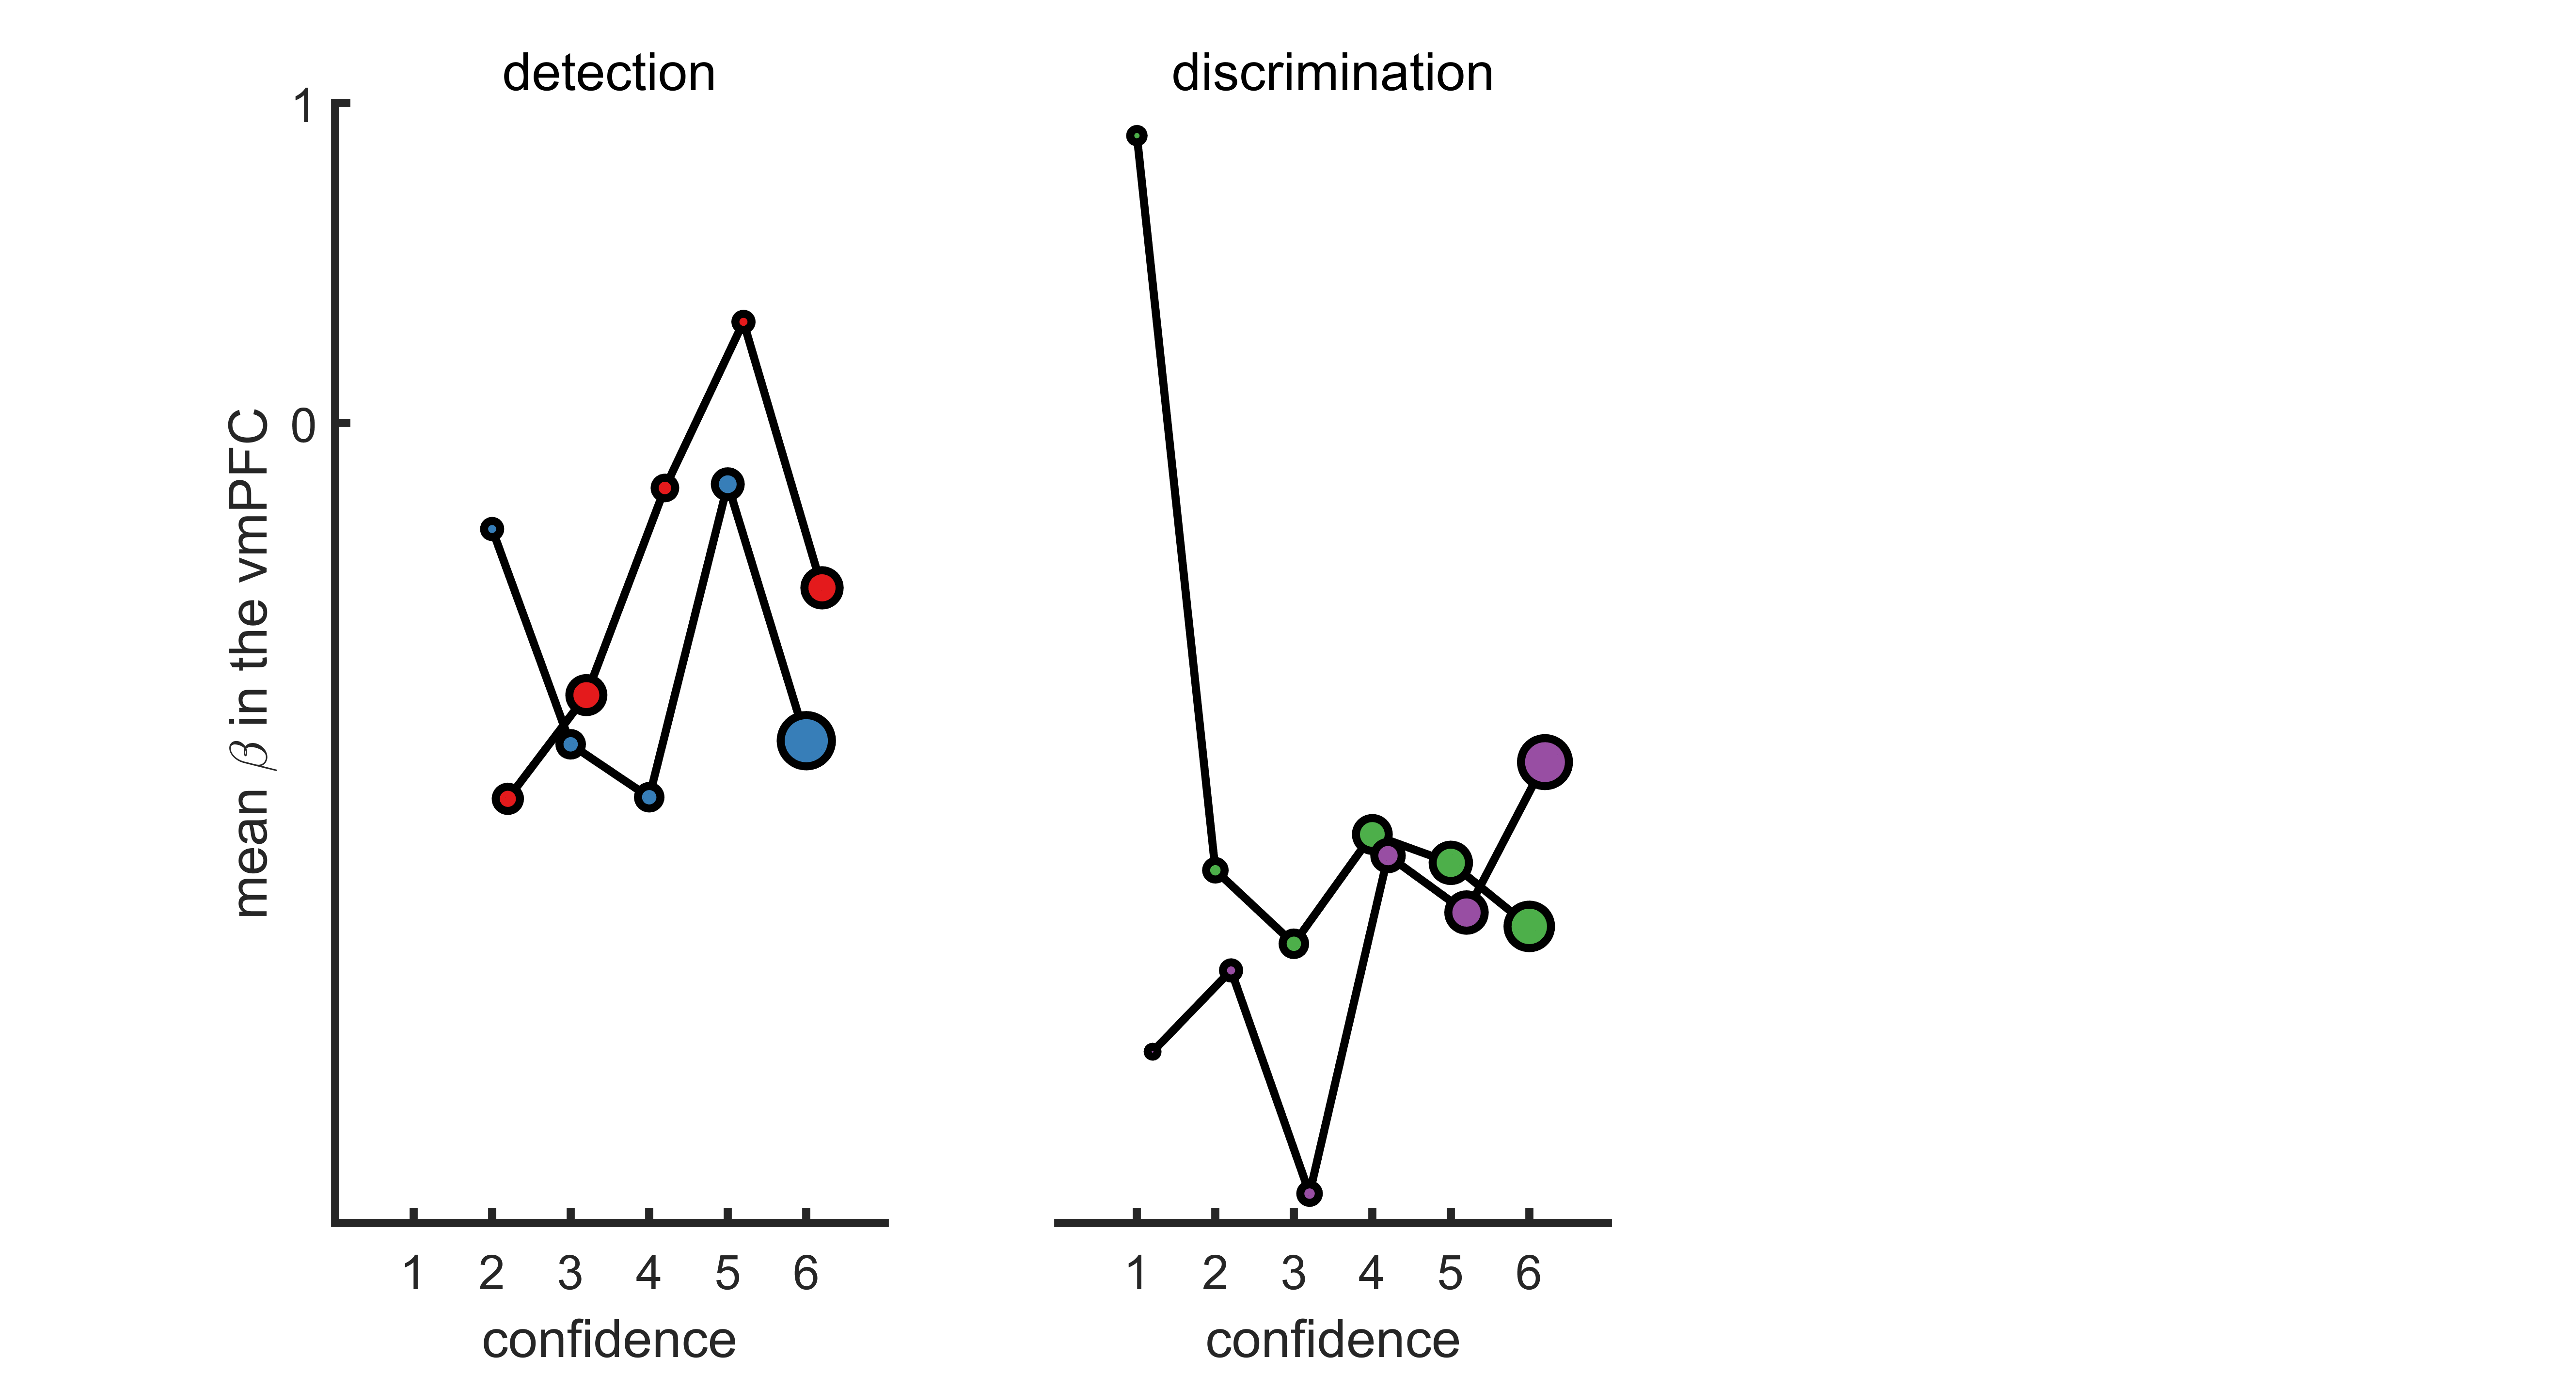 detection
discrimination
1
0
mean β in the vmPFC
1 2 3 4 5 6
1 2 3 4 5 6
confidence
confidence